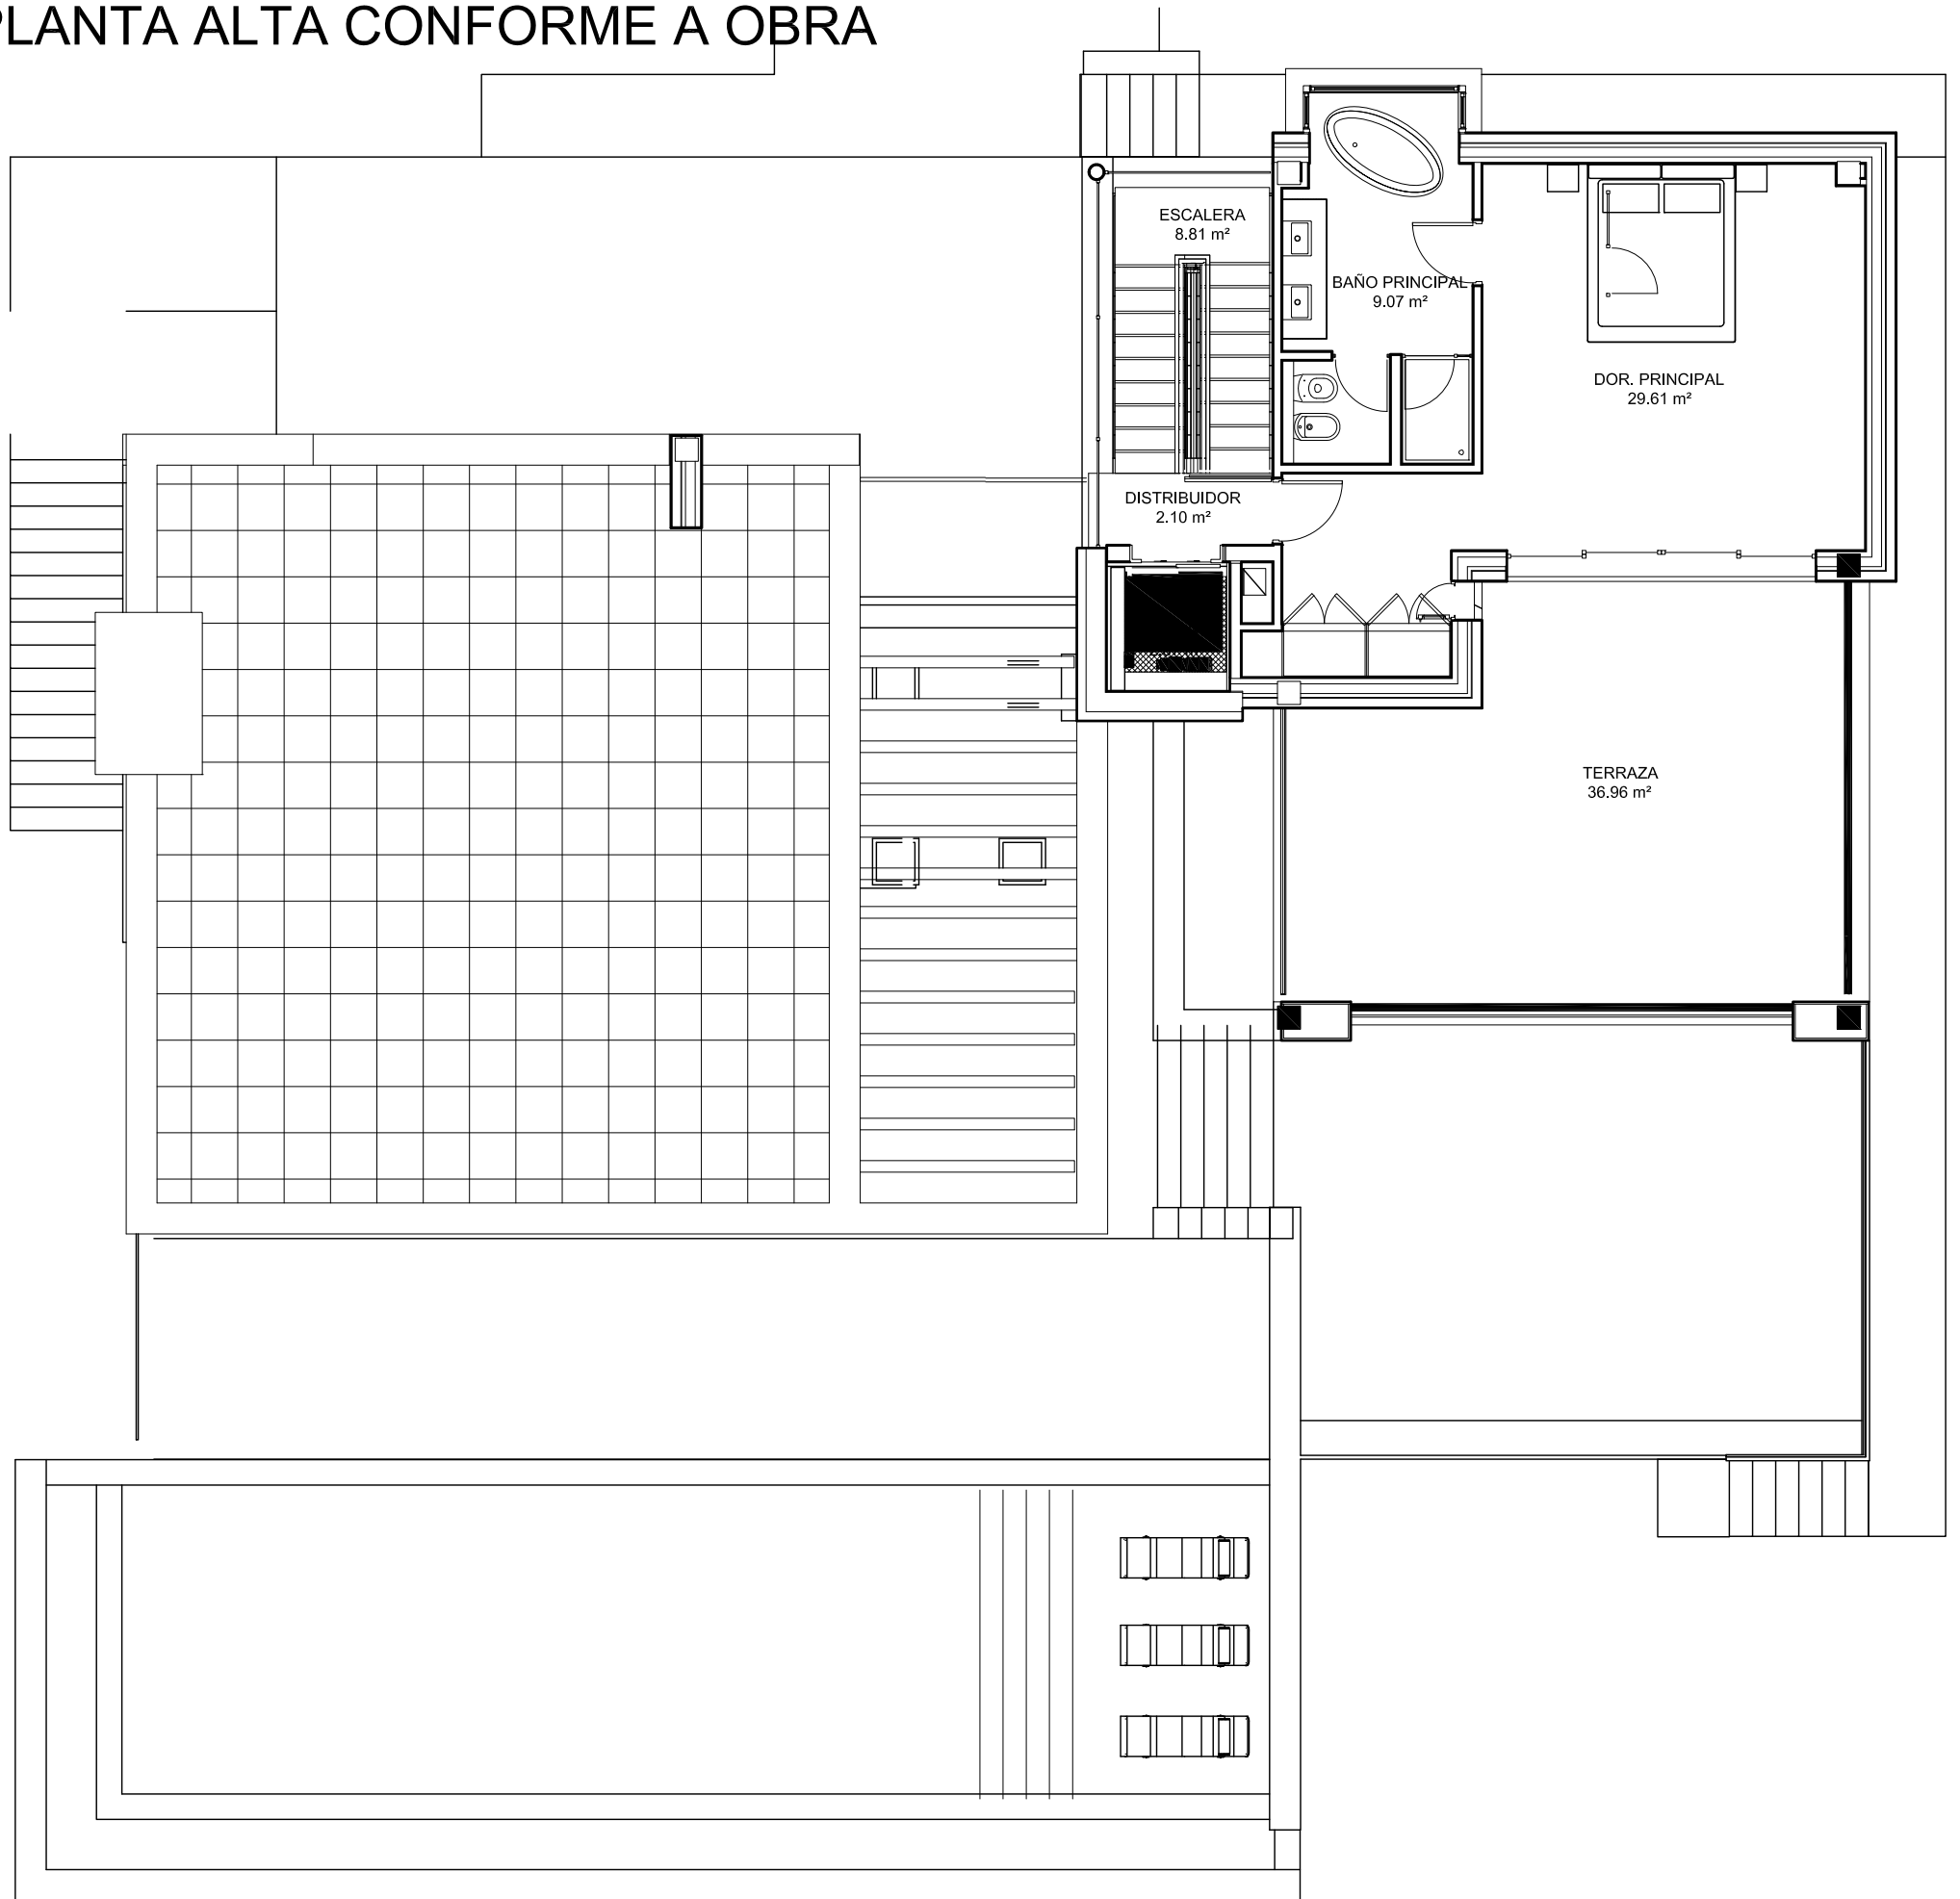 PLANTA ALTA CONFORME A OBRA
ESCALERA
8.81 m²
BAÑO PRINCIPAL
9.07 m²
DOR. PRINCIPAL
29.61 m²
DISTRIBUIDOR
2.10 m²
TERRAZA
36.96 m²